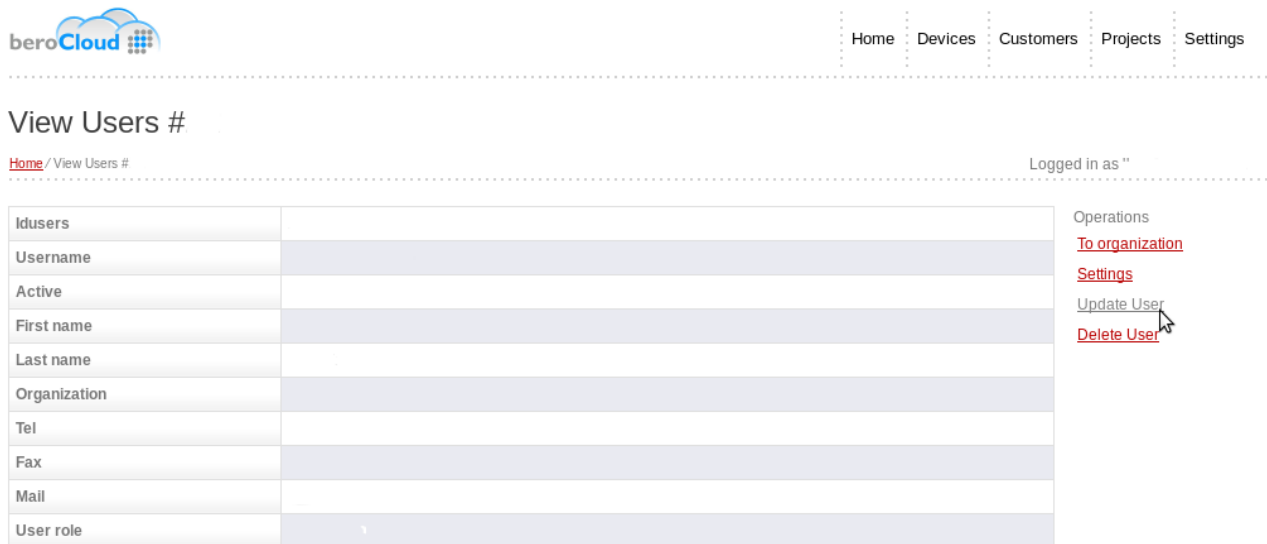 beroCloud
Home Devices Customers Projects Settings
View Users #
Home / View Users #
Logged in as ''
Idusers
Username
Active
First name
Last name
Organization
Tel
Fax
Mail
User role
Operations
To organization
Settings
Update User
Delete User